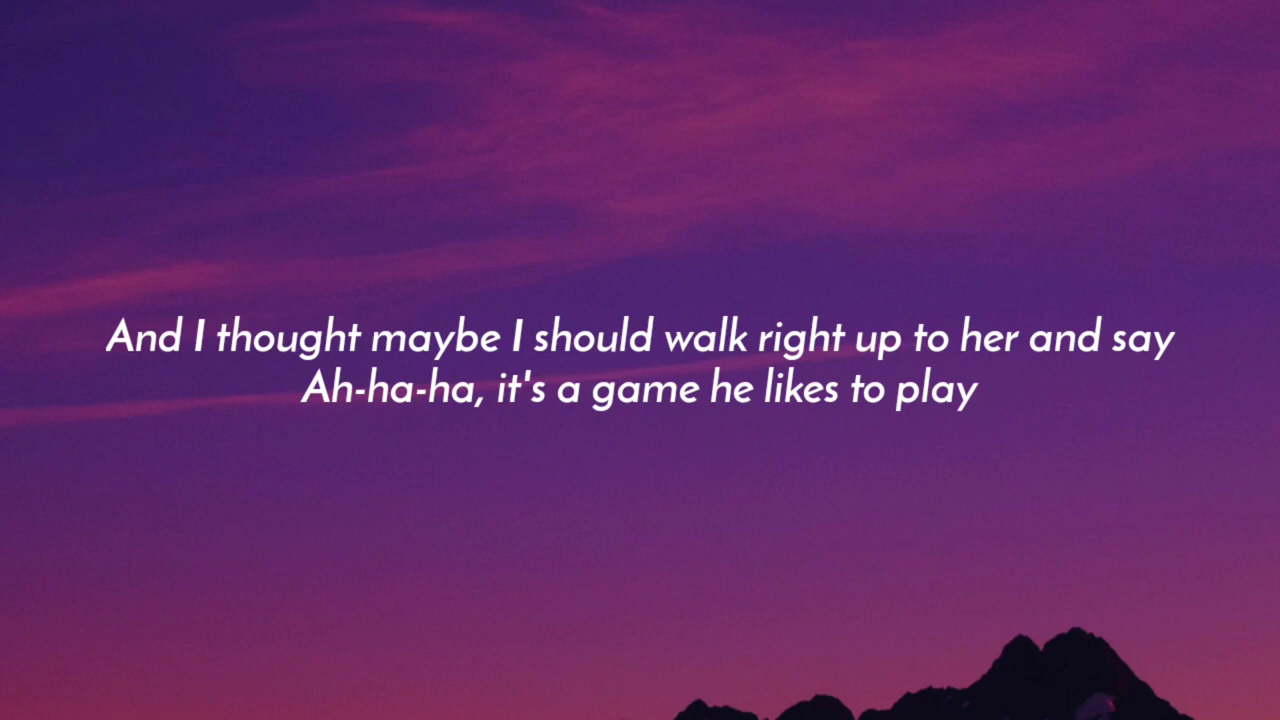 And I thought maybe I should walk right up to her and say
Ah-ha-ha, it's a game he likes to play